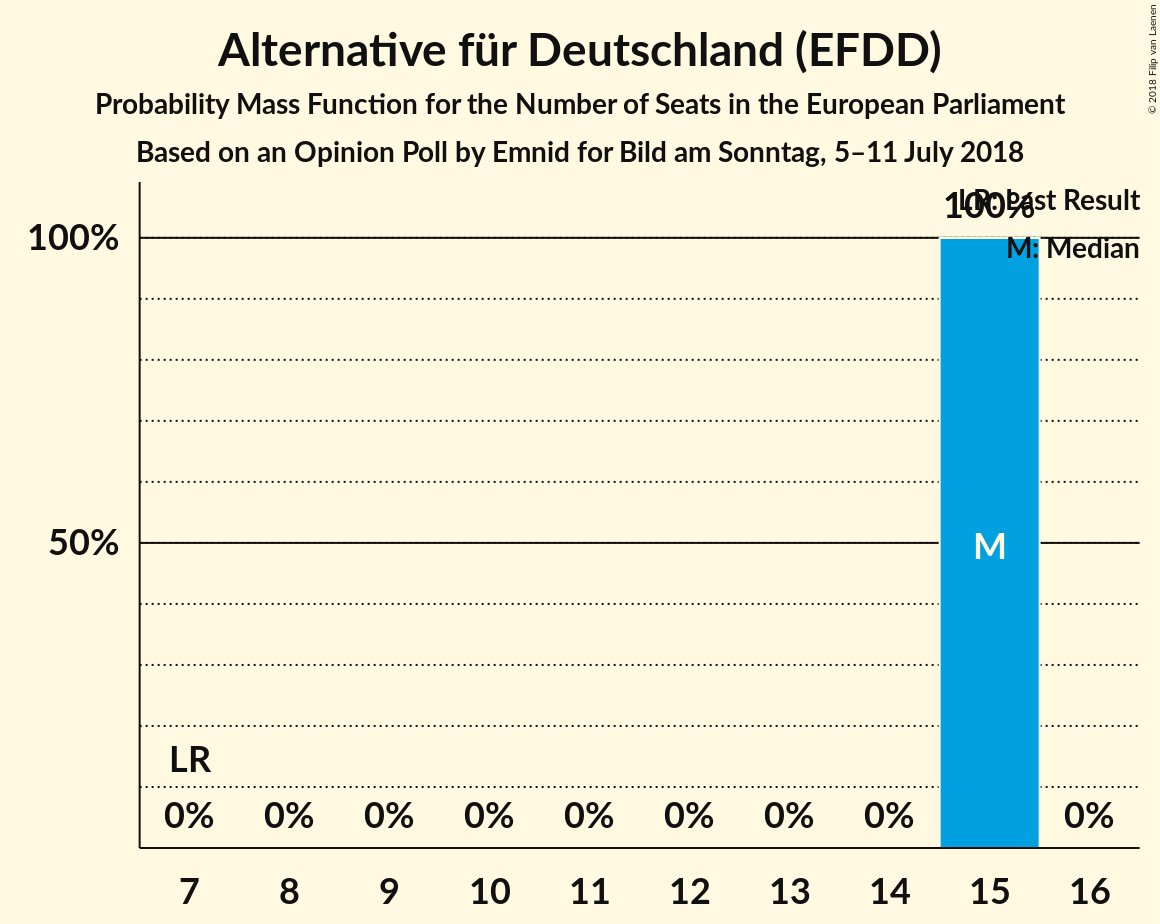 Alternative für Deutschland (EFDD)
Probability Mass Function for the Number of Seats in the European Parliament
Based on an Opinion Poll by Emnid for Bild am Sonntag, 5–11 July 2018
© 2018 Filip van Laenen
LR: Last Result
M: Median
100%
100%
50%
M
LR
0% 0% 0% 0% 0% 0% 0% 0% 0%
7 8 9 10 11 12 13 14 15 16